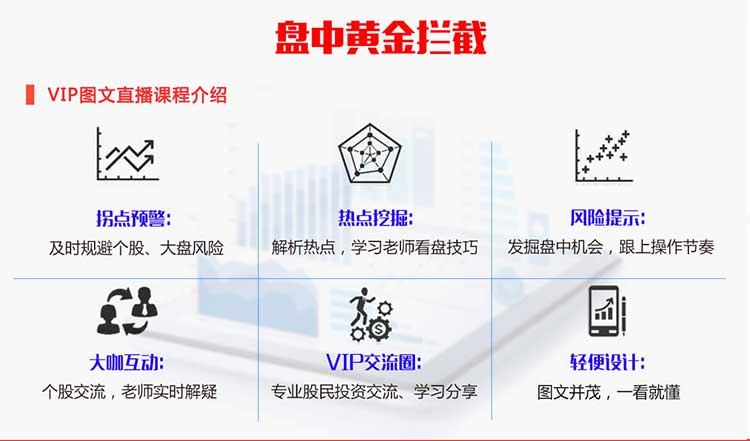 盘中黄金拦截
VIP图文直播课程介绍
拐点预警:
及时规避个股、大盘风险
热点挖掘:
解析热点，学习老师看盘技巧
风险提示:
发掘盘中机会，跟上操作节奏
大咖互动:
个股交流，老师实时解疑
VIP交流圈:
专业股民投资交流、学习分享
轻便设计:
图文并茂，一看就懂